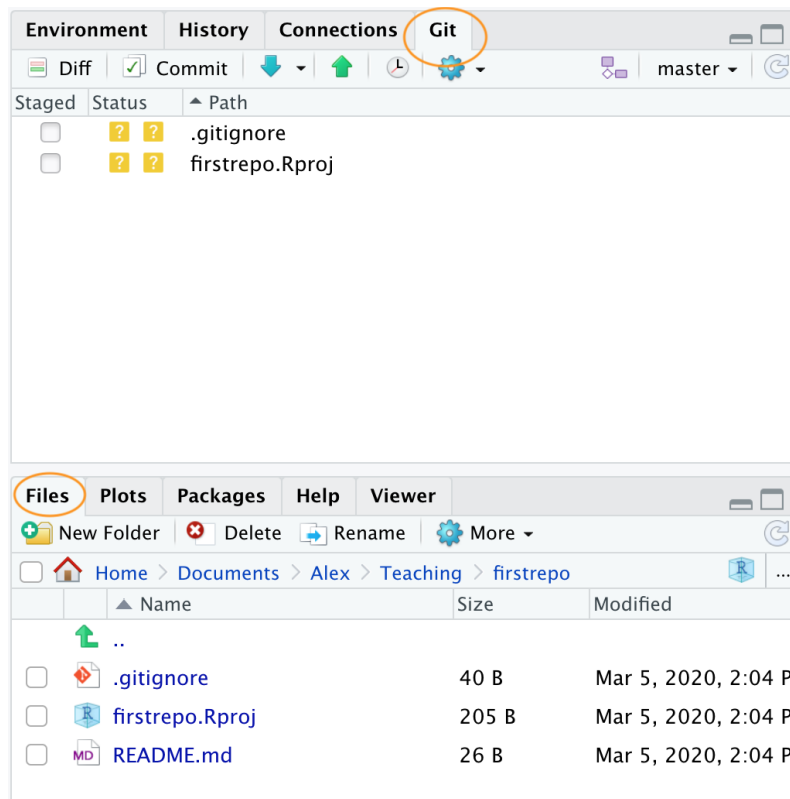 Environment History Connections Git
Diff Commit master
Staged Status Path
? ? .gitignore
? ? firstrepo.Rproj
Files Plots Packages Help Viewer
New Folder Delete Rename More
Home Documents Alex Teaching firstrepo R ...
Name Size Modified
..
.gitignore 40 B Mar 5, 2020, 2:04 P
R firstrepo.Rproj 205 B Mar 5, 2020, 2:04 P
MD README.md 26 B Mar 5, 2020, 2:04 P